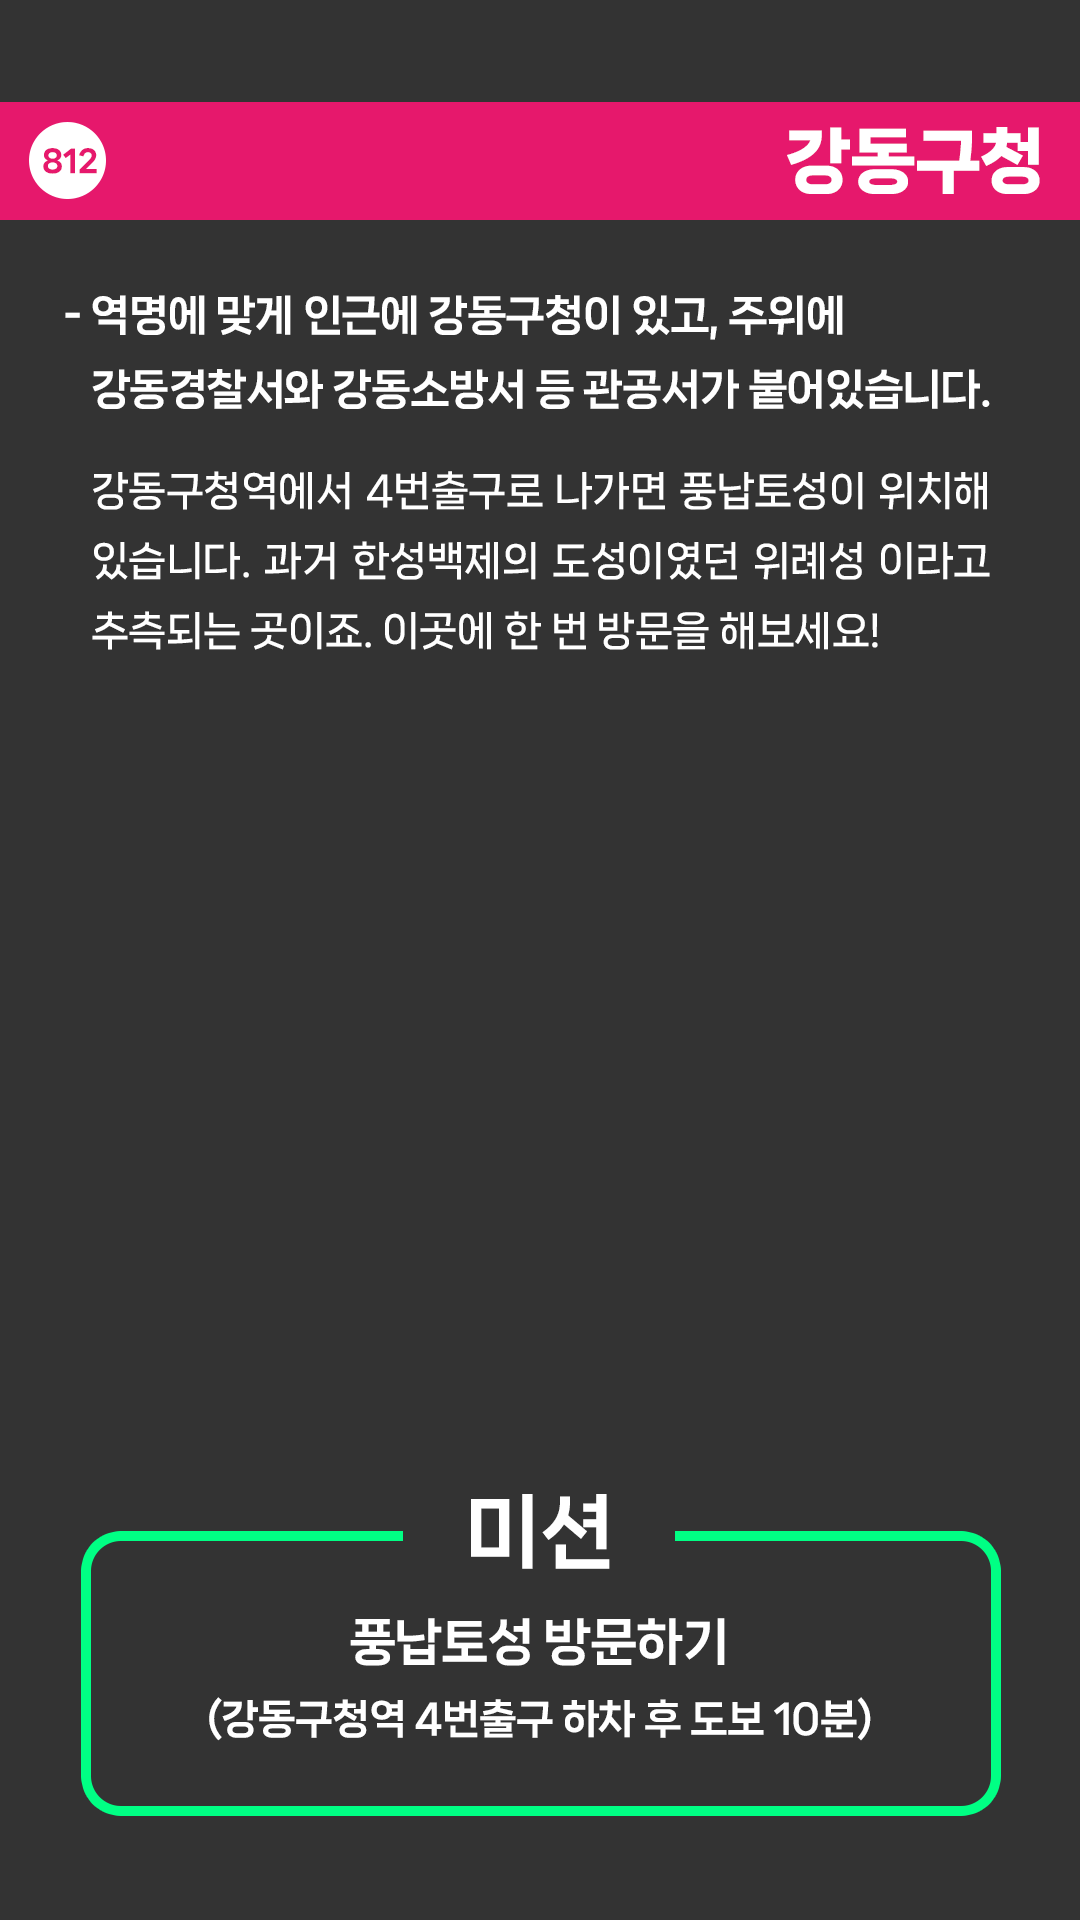 812
강동구청
- 역명에 맞게 인근에 강동구청이 있고, 주위에
강동경찰서와 강동소방서 등 관공서가 붙어있습니다.
강동구청역에서 4번출구로 나가면 풍납토성이 위치해
있습니다. 과거 한성백제의 도성이였던 위례성 이라고
추측되는 곳이죠. 이곳에 한 번 방문을 해보세요!
미션
풍납토성 방문하기
(강동구청역 4번출구 하차 후 도보 10분)